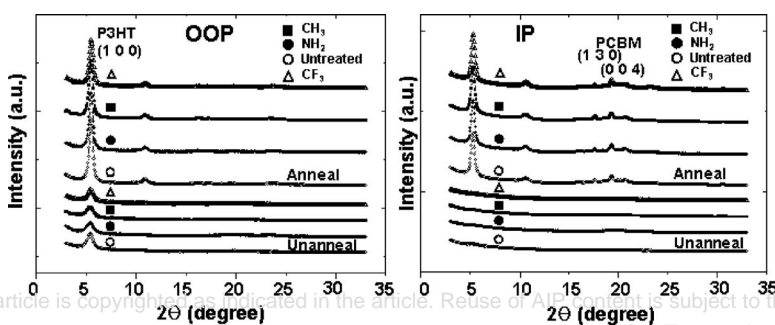 OOP
P3HT
(1 0 0)
CH₃
NH₂
Untreated
CF₃
Anneal
Unanneal
Intensity (a.u.)
0 5 10 15 20 25 30 35
2Θ (degree)
IP
PCBM
(1 3 0)
(0 0 4)
CH₃
NH₂
Untreated
CF₃
Anneal
Unanneal
Intensity (a.u.)
0 5 10 15 20 25 30 35
2Θ (degree)
article is copyrighted as indicated in the article. Reuse of AIP content is subject to t